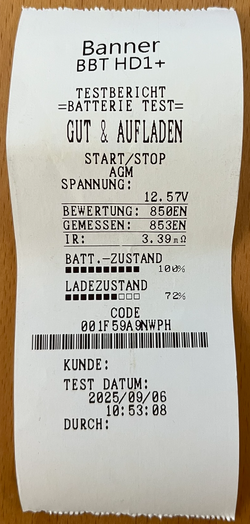 Banner
BBT HD1+
TESTBERICHT
=BATTERIE TEST=
GUT & AUFLADEN
START/STOP
AGM
SPANNUNG:
12.57V
BEWERTUNG: 850EN
GEMESSEN: 853EN
IR: 3.39mΩ
BATT.-ZUSTAND
100%
LADEZUSTAND
72%
CODE
001F59A9NWPH
KUNDE:
TEST DATUM:
2025/09/06
10:53:08
DURCH: